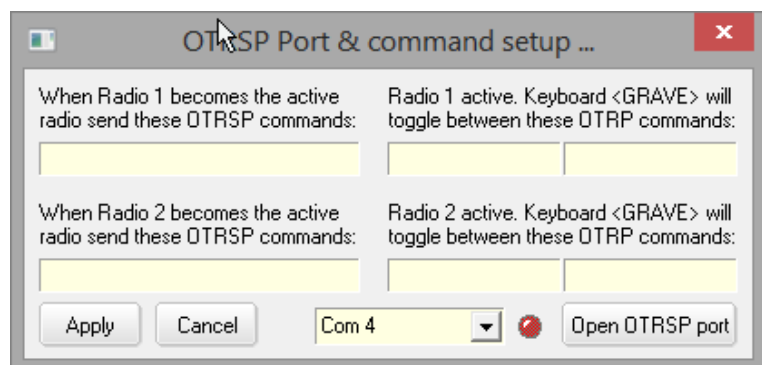 OTRSP Port & command setup ...
When Radio 1 becomes the active
radio send these OTRSP commands:
Radio 1 active. Keyboard <GRAVE> will
toggle between these OTRP commands:
When Radio 2 becomes the active
radio send these OTRSP commands:
Radio 2 active. Keyboard <GRAVE> will
toggle between these OTRP commands:
Apply
Cancel
Com 4
Open OTRSP port